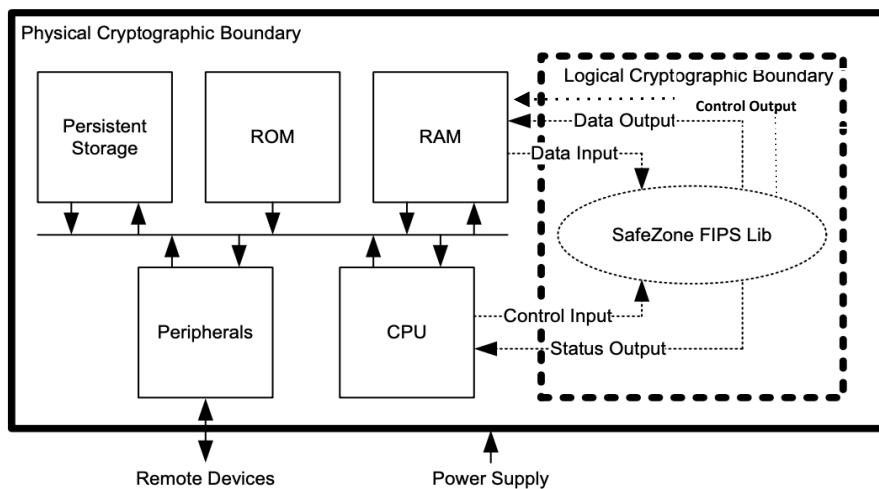 Physical Cryptographic Boundary
Logical Cryptographic Boundary
Control Output
Persistent
Storage
ROM
RAM
Data Output
Data Input
SafeZone FIPS Lib
Peripherals
CPU
Control Input
Status Output
Remote Devices
Power Supply